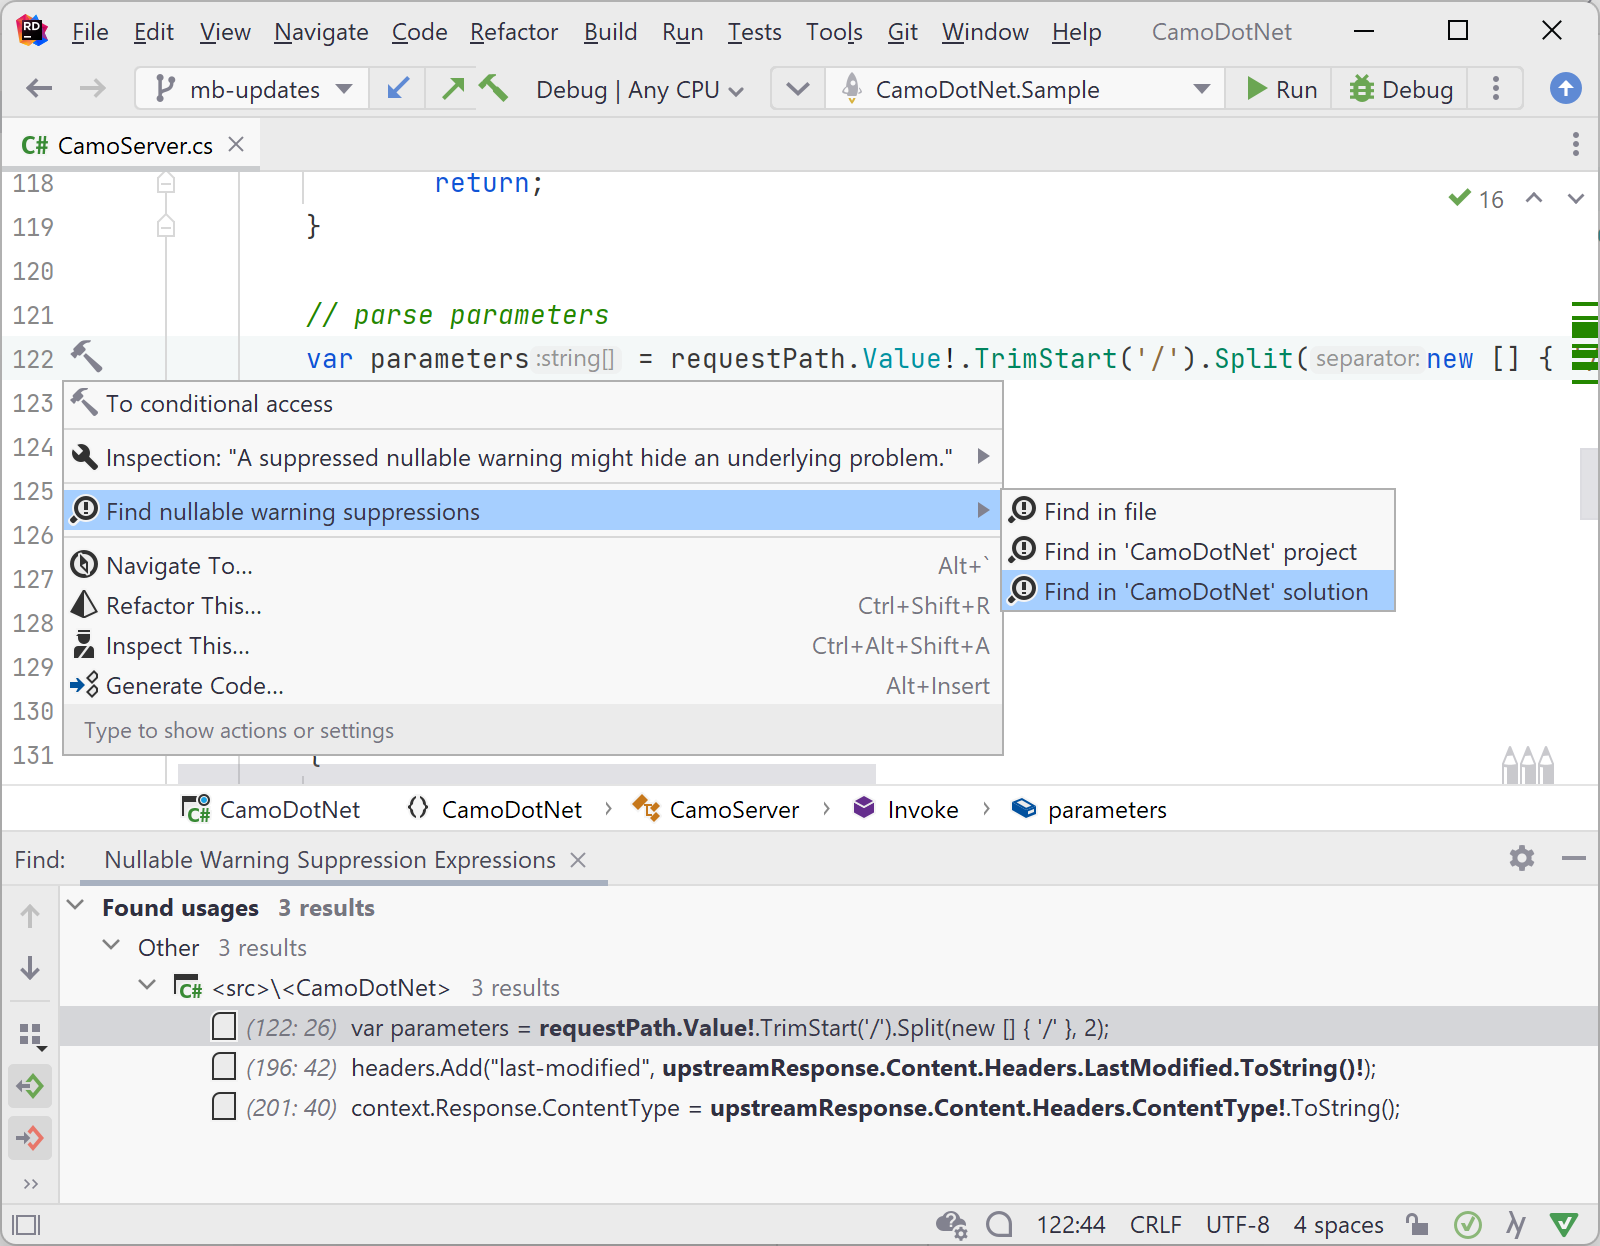 RD File Edit View Navigate Code Refactor Build Run Tests Tools Git Window Help CamoDotNet
mb-updates Debug | Any CPU CamoDotNet.Sample Run Debug
C# CamoServer.cs
118 return;
16
119 }
120
121 // parse parameters
122 var parameters :string[] = requestPath.Value!.TrimStart('/').Split( separator: new [] {
123
124
125
126
127
128
129
130
131
To conditional access
Inspection: "A suppressed nullable warning might hide an underlying problem."
Find nullable warning suppressions
Navigate To... Alt+`
Refactor This... Ctrl+Shift+R
Inspect This... Ctrl+Alt+Shift+A
Generate Code... Alt+Insert
Type to show actions or settings
Find in file
Find in 'CamoDotNet' project
Find in 'CamoDotNet' solution
C# CamoDotNet CamoDotNet CamoServer Invoke parameters
Find: Nullable Warning Suppression Expressions
Found usages 3 results
Other 3 results
C# <src>\<CamoDotNet> 3 results
(122: 26) var parameters = requestPath.Value!.TrimStart('/').Split(new [] { '/' }, 2);
(196: 42) headers.Add("last-modified", upstreamResponse.Content.Headers.LastModified.ToString()!);
(201: 40) context.Response.ContentType = upstreamResponse.Content.Headers.ContentType!.ToString();
122:44 CRLF UTF-8 4 spaces